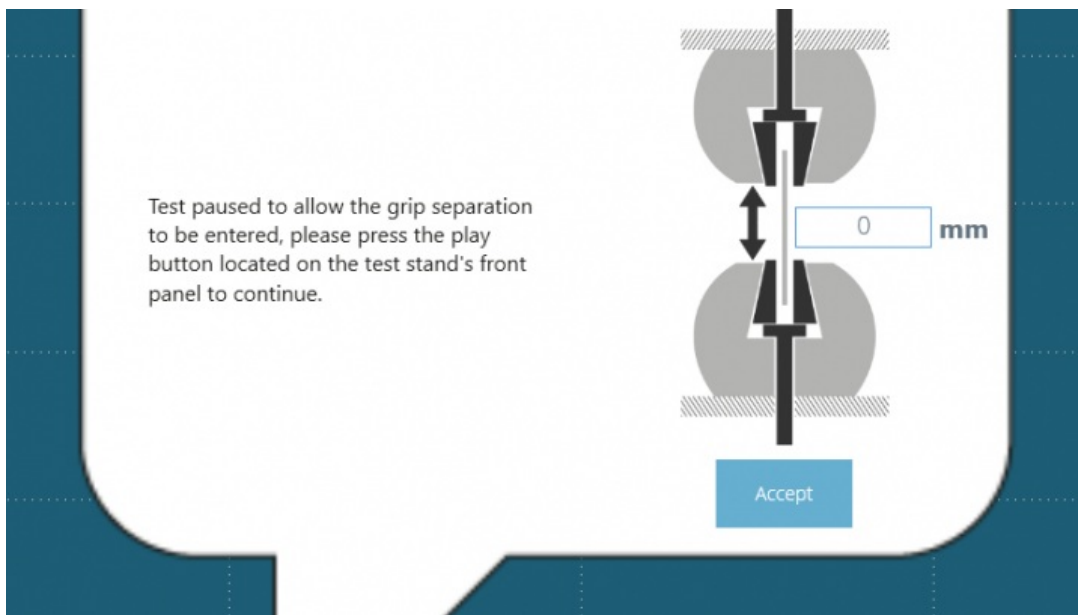 Test paused to allow the grip separation
to be entered, please press the play
button located on the test stand's front
panel to continue.
0
mm
Accept